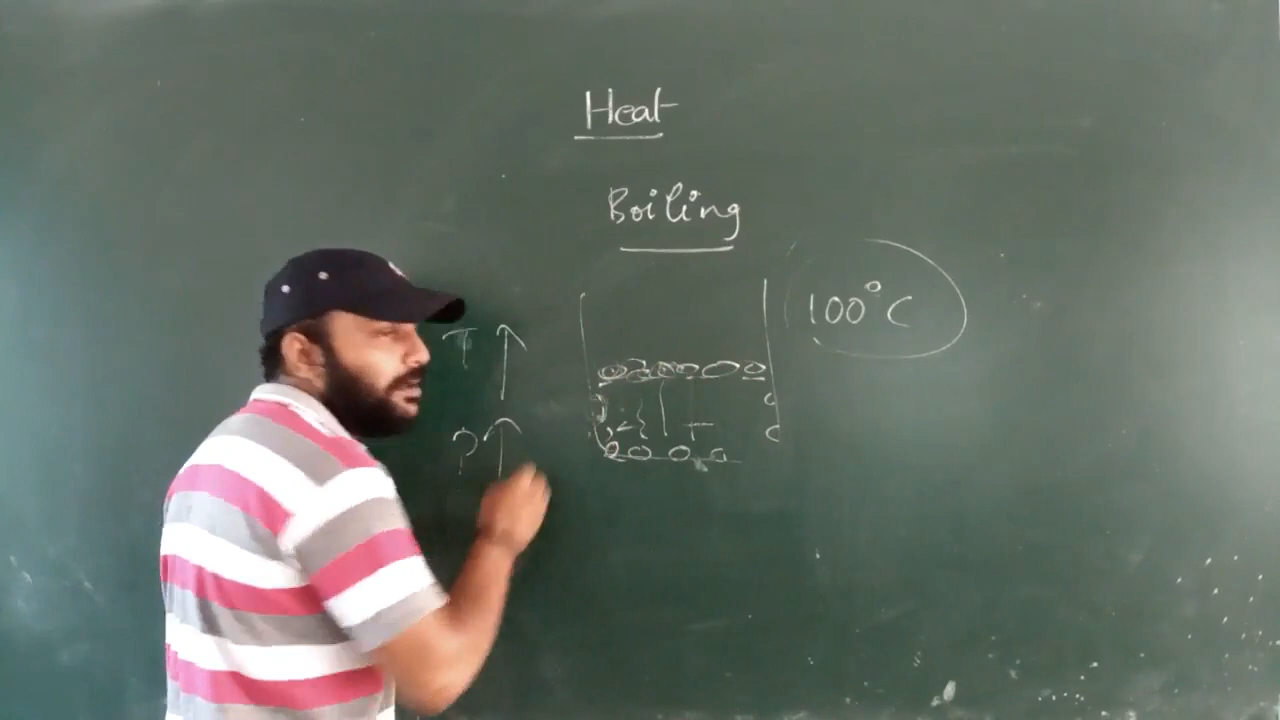 Heat
Boiling
100°C
T ↑
P ↑